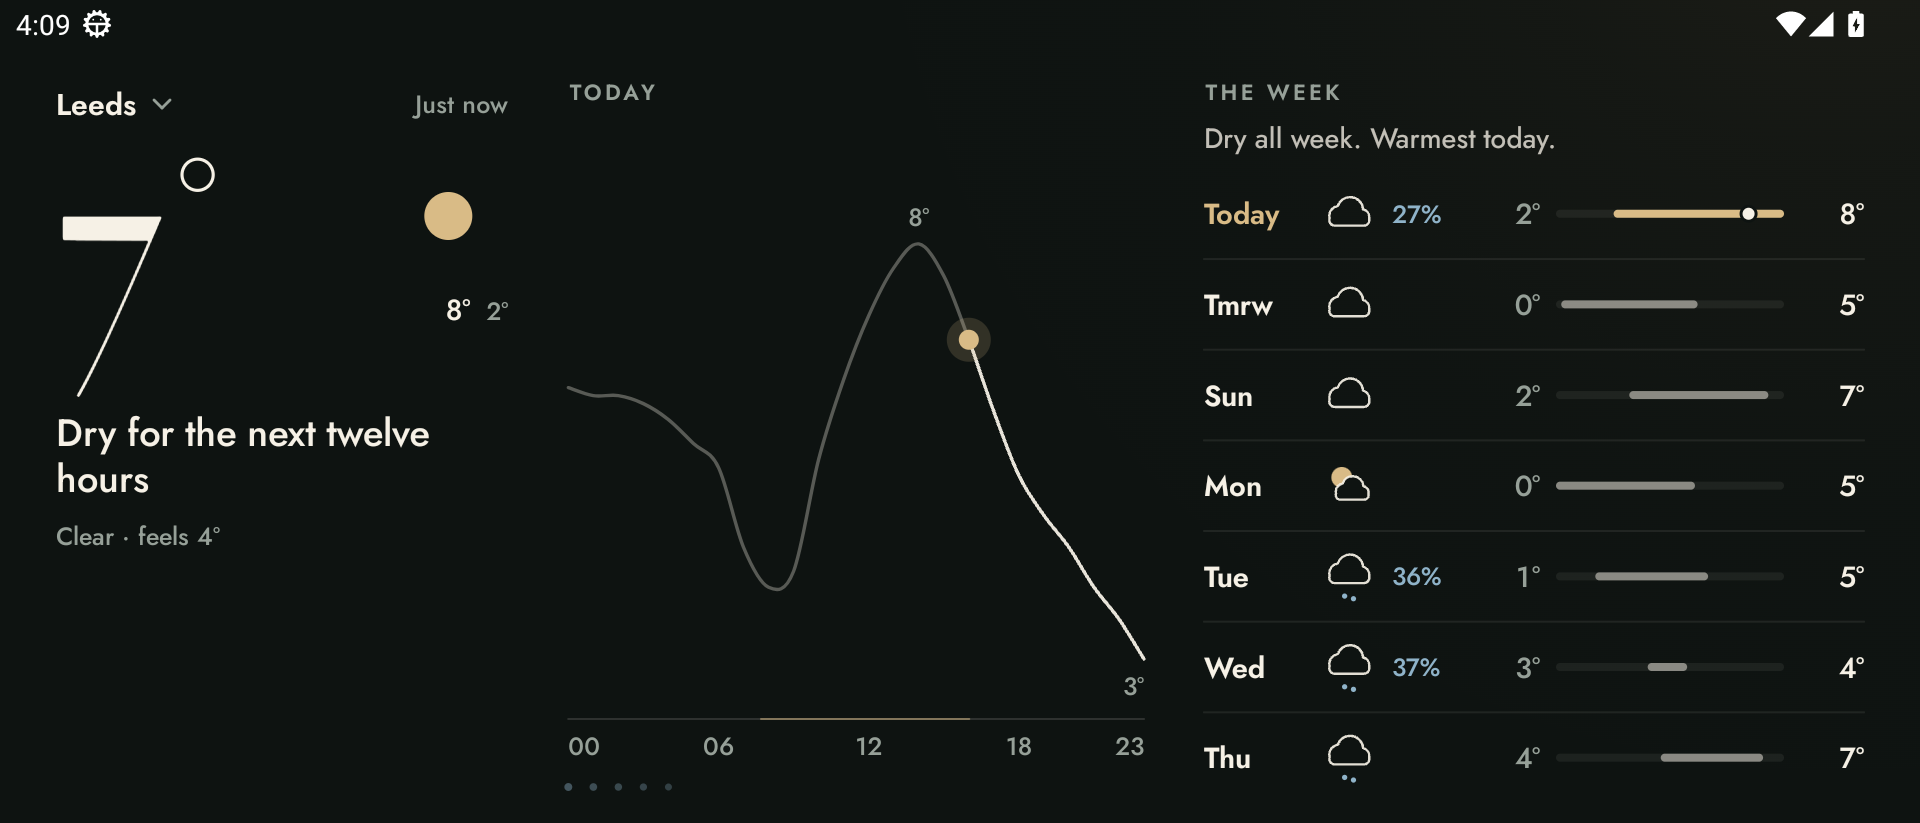 4:09
Leeds
Just now
7°
8° 2°
Dry for the next twelve
hours
Clear · feels 4°
TODAY
8°
3°
00 06 12 18 23
THE WEEK
Dry all week. Warmest today.
Today 27% 2° 8°
Tmrw 0° 5°
Sun 2° 7°
Mon 0° 5°
Tue 36% 1° 5°
Wed 37% 3° 4°
Thu 4° 7°